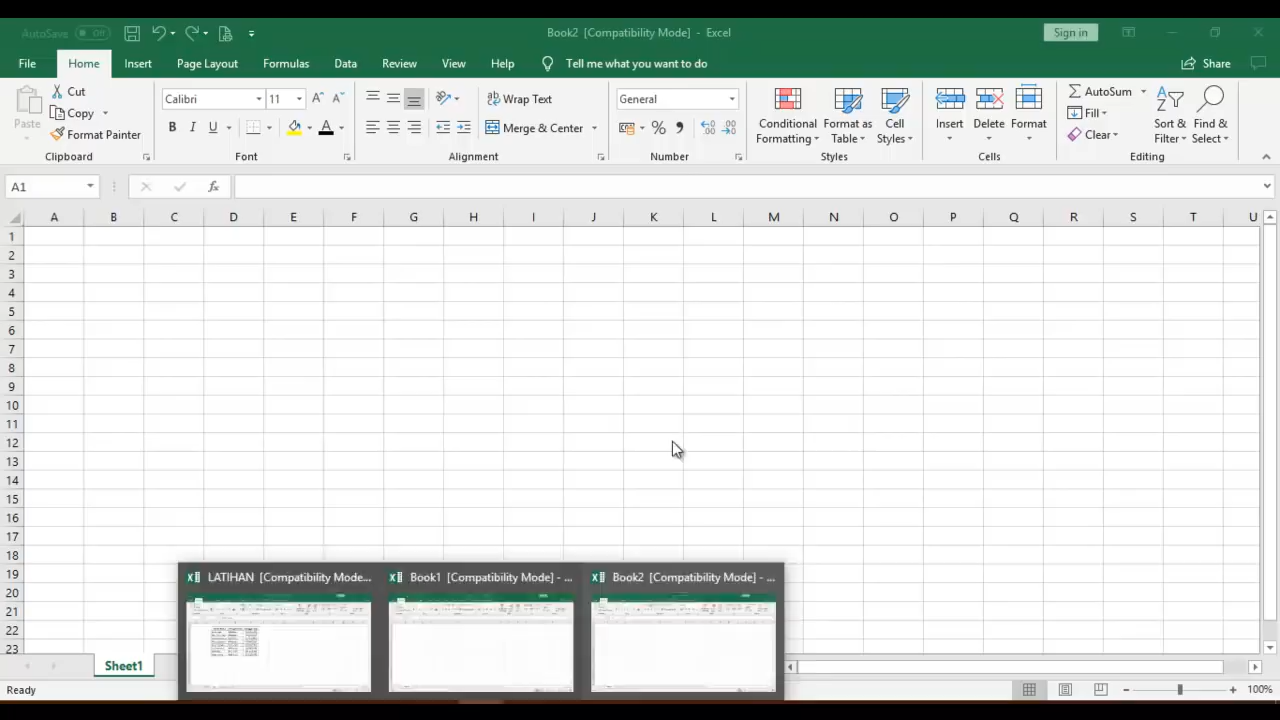 AutoSave Off
Book2 [Compatibility Mode] - Excel
Sign in
File Home Insert Page Layout Formulas Data Review View Help Tell me what you want to do Share
Paste
Cut
Copy
Format Painter
Clipboard
Calibri 11
B I U
Font
Wrap Text
Merge & Center
Alignment
General
Number
Conditional Formatting
Format as Table
Cell Styles
Styles
Insert Delete Format
Cells
AutoSum
Fill
Clear
Sort & Filter
Find & Select
Editing
A1 fx
A B C D E F G H I J K L M N O P Q R S T U
1
2
3
4
5
6
7
8
9
10
11
12
13
14
15
16
17
18
19
20
21
22
23
LATIHAN [Compatibility Mode...
Book1 [Compatibility Mode] - ...
Book2 [Compatibility Mode] - ...
Sheet1
Ready
100%